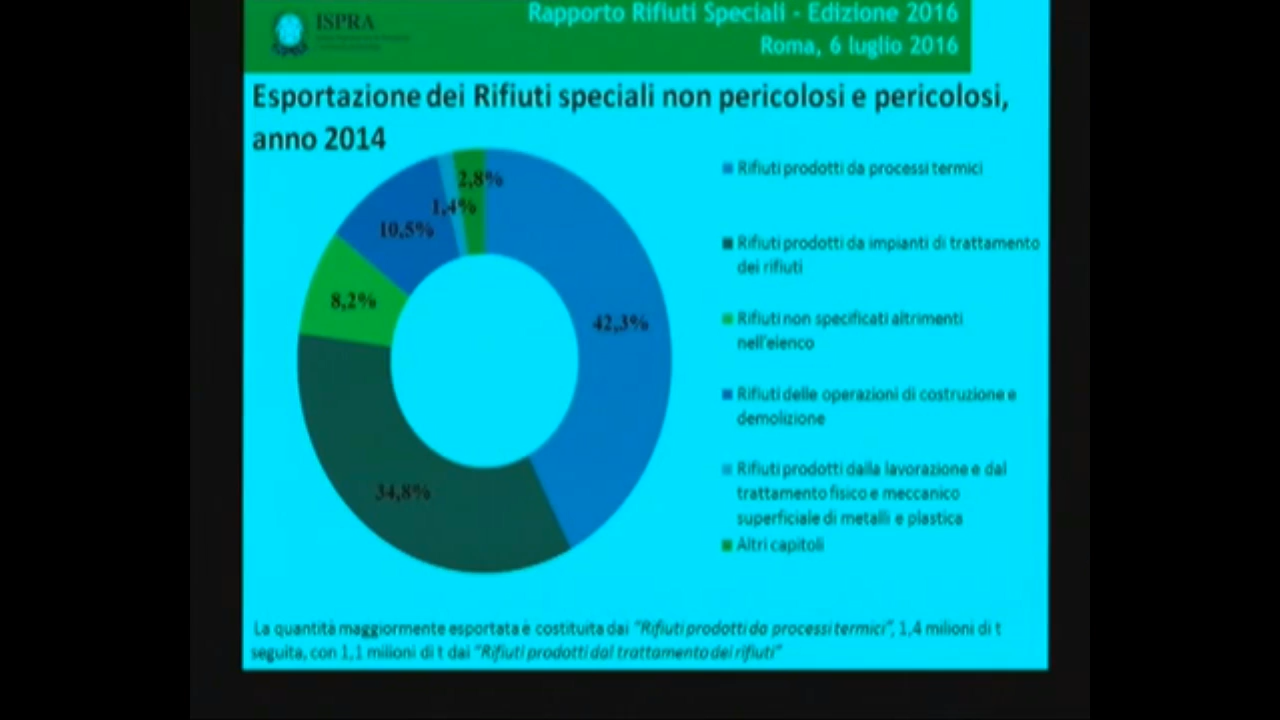 ISPRA
Rapporto Rifiuti Speciali - Edizione 2016
Roma, 6 luglio 2016
Esportazione dei Rifiuti speciali non pericolosi e pericolosi,
anno 2014
2,8%
1,4%
10,5%
8,2%
42,3%
34,8%
Rifiuti prodotti da processi termici
Rifiuti prodotti da impianti di trattamento
dei rifiuti
Rifiuti non specificati altrimenti
nell'elenco
Rifiuti delle operazioni di costruzione e
demolizione
Rifiuti prodotti dalla lavorazione e dal
trattamento fisico e meccanico
superficiale di metalli e plastica
Altri capitoli
La quantità maggiormente esportata è costituita dai "Rifiuti prodotti da processi termici", 1,4 milioni di t
seguita, con 1,1 milioni di t dai "Rifiuti prodotti dal trattamento dei rifiuti"